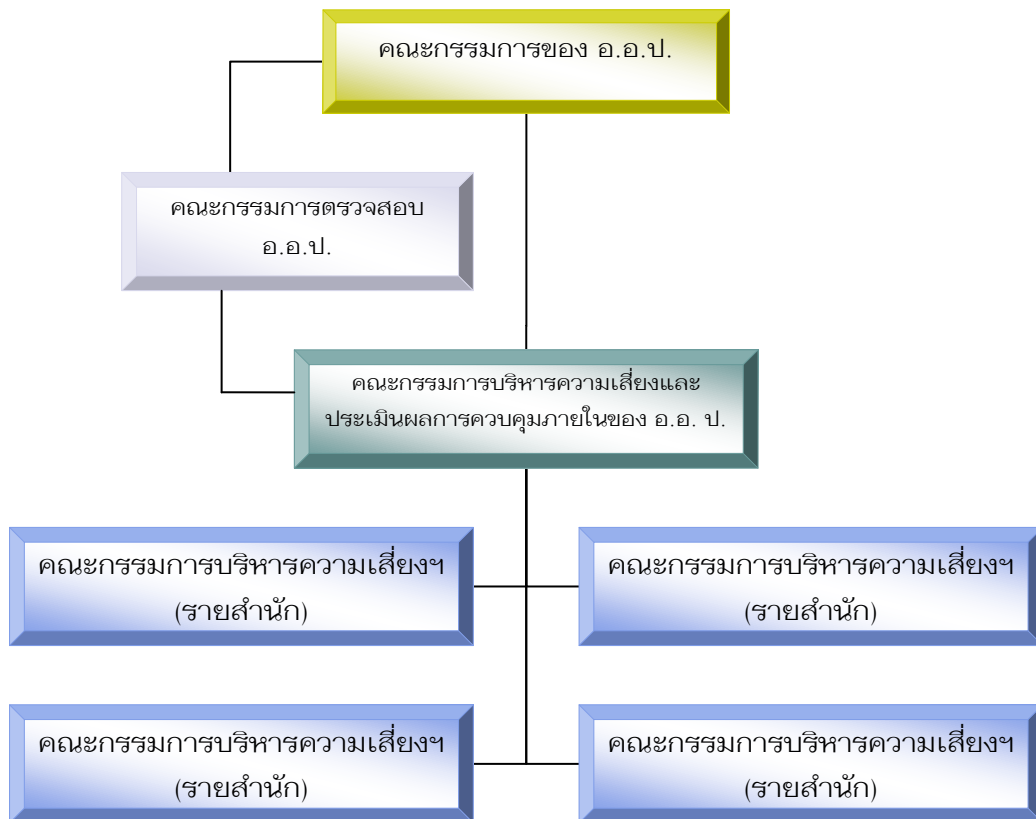 คณะกรรมการของ อ.อ.ป.
คณะกรรมการตรวจสอบ
อ.อ.ป.
คณะกรรมการบริหารความเสี่ยงและ
ประเมินผลการควบคุมภายในของ อ.อ. ป.
คณะกรรมการบริหารความเสี่ยงฯ
(รายสำนัก)
คณะกรรมการบริหารความเสี่ยงฯ
(รายสำนัก)
คณะกรรมการบริหารความเสี่ยงฯ
(รายสำนัก)
คณะกรรมการบริหารความเสี่ยงฯ
(รายสำนัก)